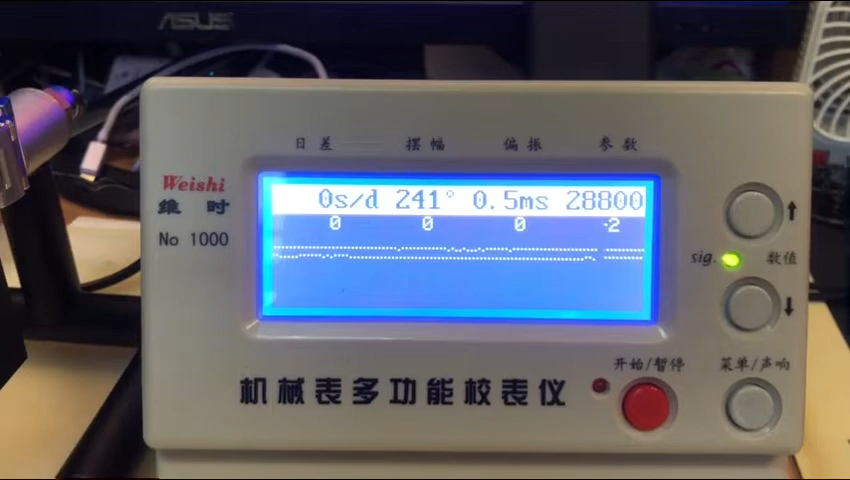 ASUS
日差 摆幅 偏振 参数
Weishi
维时
No 1000
0s/d 241° 0.5ms 28800
0 0 0 -2
sig. 数值
开始/暂停 菜单/声响
机械表多功能校表仪